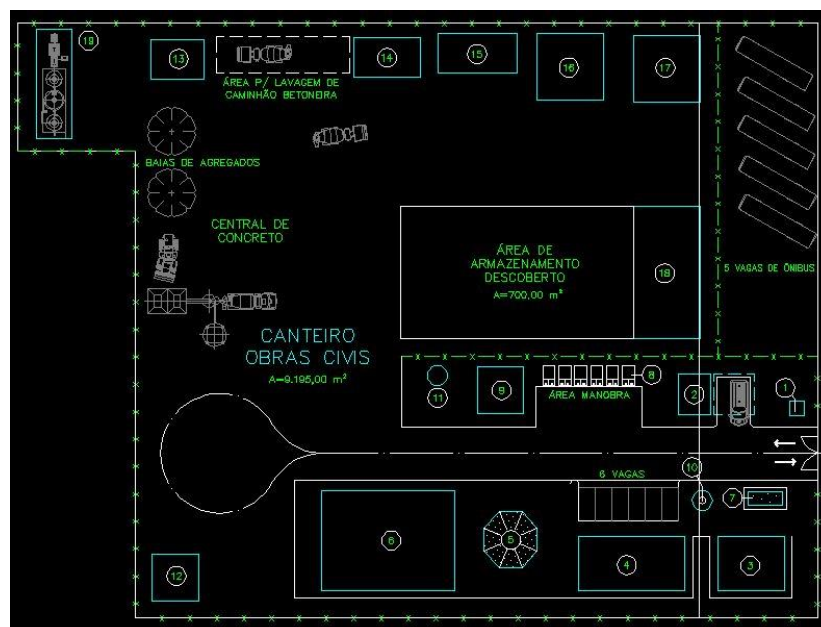 19
13
ÁREA P/ LAVAGEM DE
CAMINHÃO BETONEIRA
14
15
16
17
BAIAS DE AGREGADOS
CENTRAL DE
CONCRETO
ÁREA DE
ARMAZENAMENTO
DESCOBERTO
A=700,00 m²
18
5 VAGAS DE ÔNIBUS
CANTEIRO
OBRAS CIVIS
A=9.195,00 m²
11
9
8
ÁREA MANOBRA
2
1
6 VAGAS
10
7
6
5
4
3
12